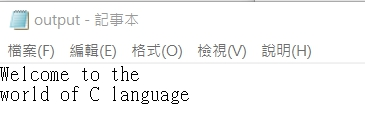 output - 記事本
檔案(F) 編輯(E) 格式(O) 檢視(V) 說明(H)
Welcome to the
world of C language